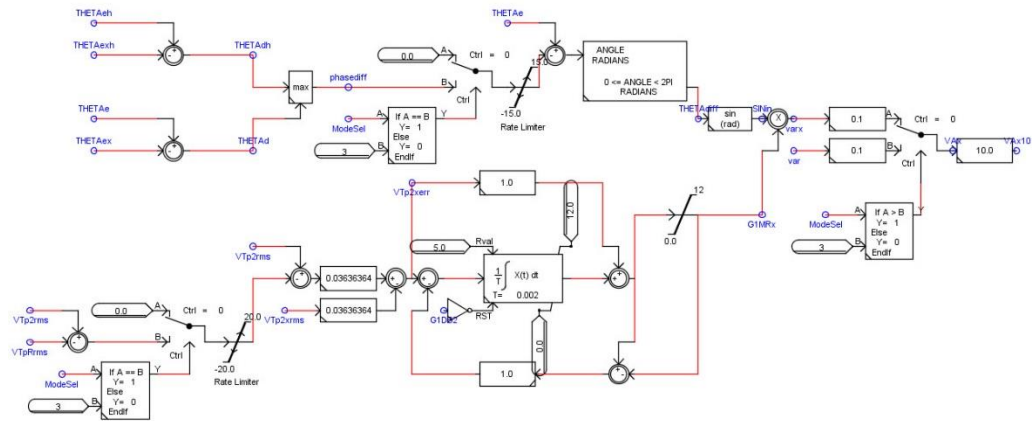 THETAeh
THETAexh
THETAdh
THETAe
THETAex
THETAd
max
phasediff
0.0
A
Ctrl = 0
B
Ctrl
ModeSel
A
3
B
If A == B
Y= 1
Else
Y= 0
EndIf
Y
15.0
-15.0
Rate Limiter
THETAe
ANGLE
RADIANS
0 <= ANGLE < 2PI
RADIANS
THETAdiff
sin
(rad)
SINin
X
varx
var
0.1
0.1
A
Ctrl = 0
B
Ctrl
VAx
10.0
VAx10
ModeSel
A
3
B
If A > B
Y= 1
Else
Y= 0
EndIf
Y
VTp2xerr
1.0
12.0
12
0.0
G1MRx
5.0
Rval
1
T
X(t) dt
T= 0.002
RST
0.0
1.0
VTp2rms
0.03636364
0.03636364
VTp2xrms
VTp2rms
VTpRrms
0.0
A
Ctrl = 0
B
Ctrl
20.0
-20.0
Rate Limiter
ModeSel
A
3
B
If A == B
Y= 1
Else
Y= 0
EndIf
Y